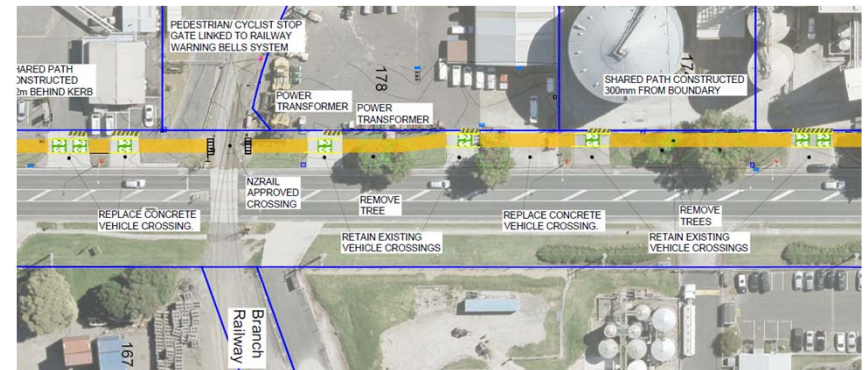 PEDESTRIAN/ CYCLIST STOP
GATE LINKED TO RAILWAY
WARNING BELLS SYSTEM
HARED PATH
ONSTRUCTED
2m BEHIND KERB
178
POWER
TRANSFORMER
POWER
TRANSFORMER
SHARED PATH CONSTRUCTED
300mm FROM BOUNDARY
NZRAIL
APPROVED
CROSSING
REMOVE
TREE
REPLACE CONCRETE
VEHICLE CROSSING.
RETAIN EXISTING
VEHICLE CROSSINGS
REPLACE CONCRETE
VEHICLE CROSSING.
REMOVE
TREES
RETAIN EXISTING
VEHICLE CROSSINGS
Branch
Railway
167